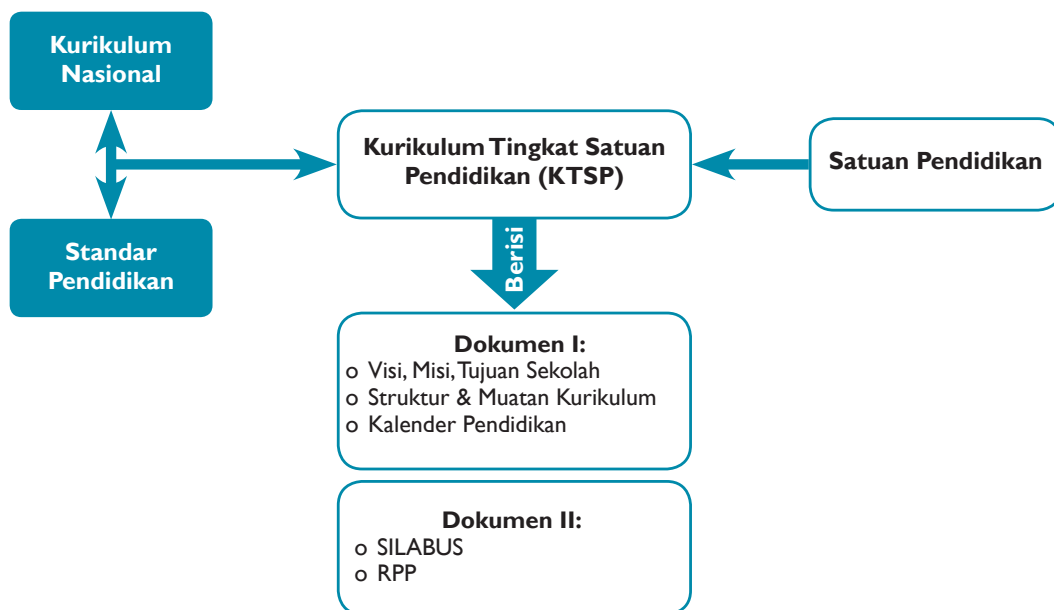 Kurikulum
Nasional
Kurikulum Tingkat Satuan
Pendidikan (KTSP)
Satuan Pendidikan
Standar
Pendidikan
Berisi
Dokumen I:
o Visi, Misi, Tujuan Sekolah
o Struktur & Muatan Kurikulum
o Kalender Pendidikan
Dokumen II:
o SILABUS
o RPP